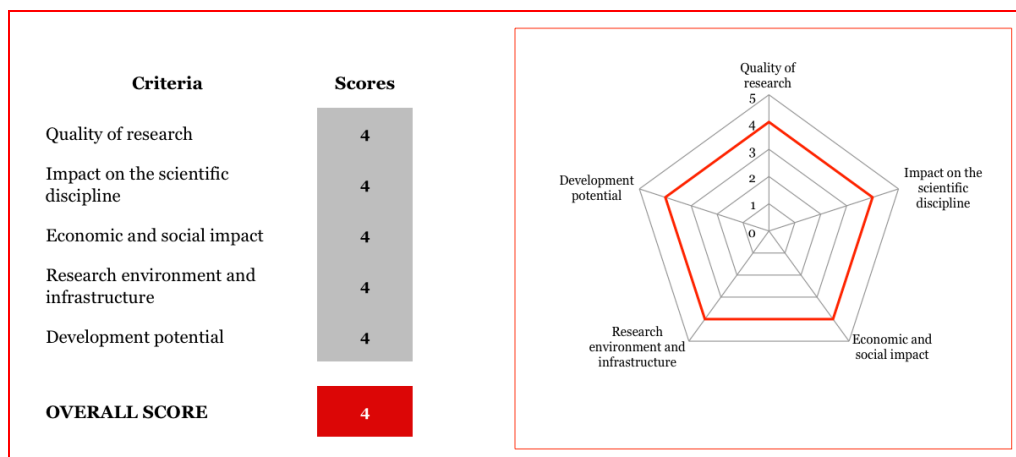 Criteria Scores
Quality of research 4
Impact on the scientific
discipline 4
Economic and social impact 4
Research environment and
infrastructure 4
Development potential 4
OVERALL SCORE 4
Quality of
research
5
4
3
2
1
0
Impact on the
scientific
discipline
Development
potential
Research
environment and
infrastructure
Economic and
social impact